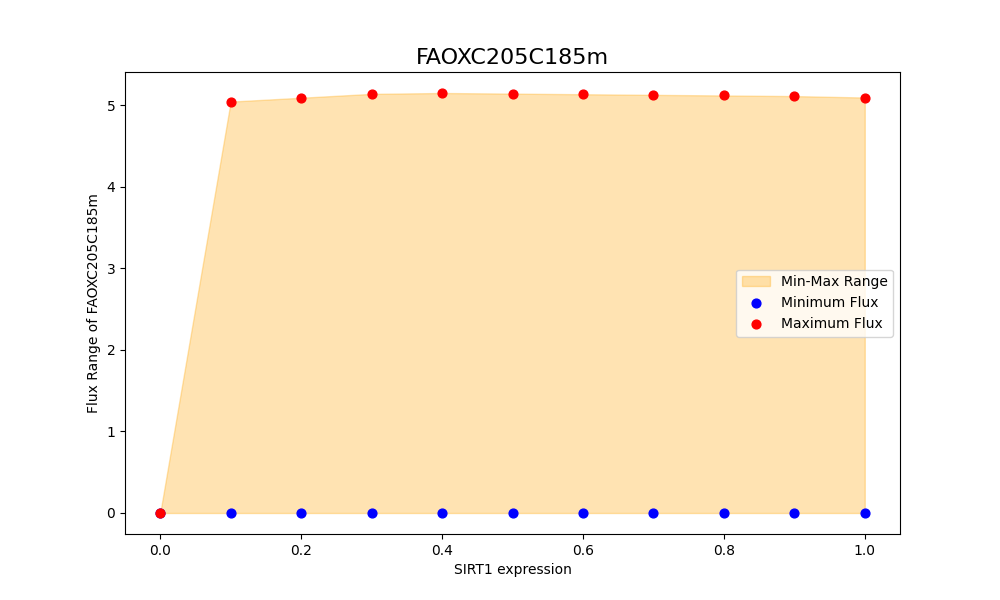 FAOXC205C185m
Flux Range of FAOXC205C185m
5
4
3
2
1
0
Min-Max Range
Minimum Flux
Maximum Flux
0.0 0.2 0.4 0.6 0.8 1.0
SIRT1 expression